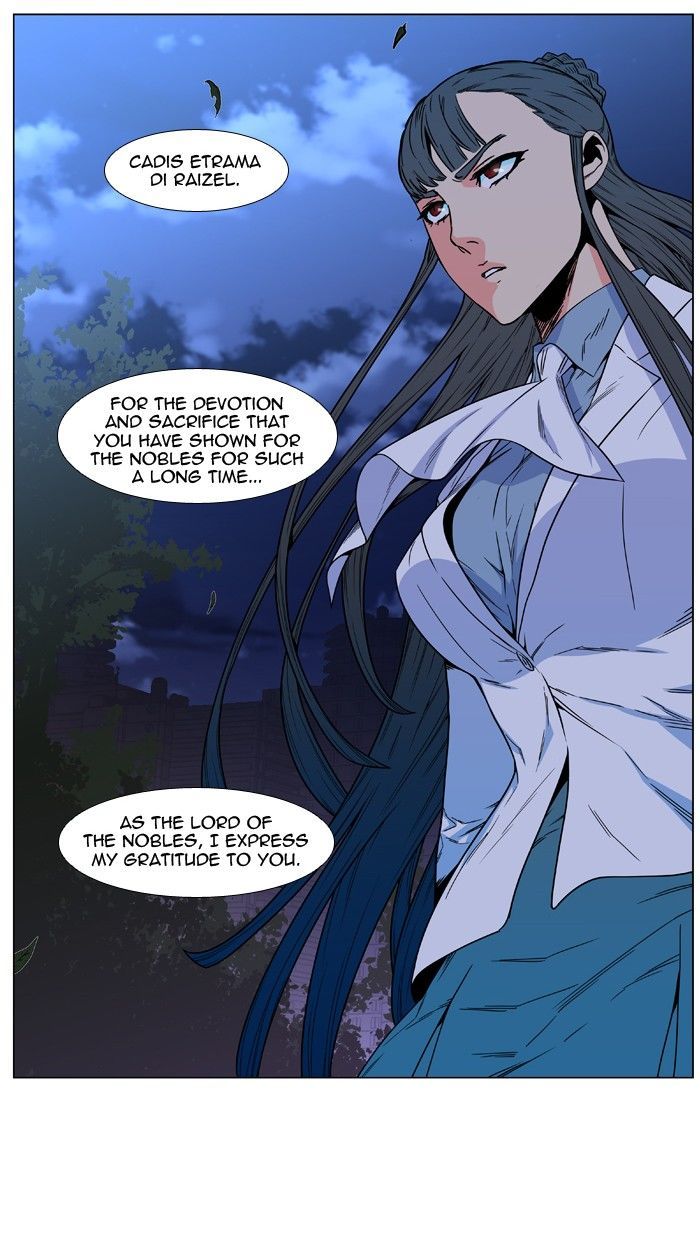 CADIS ETRAMA
DI RAIZEL.
FOR THE DEVOTION
AND SACRIFICE THAT
YOU HAVE SHOWN FOR
THE NOBLES FOR SUCH
A LONG TIME...
AS THE LORD OF
THE NOBLES, I EXPRESS
MY GRATITUDE TO YOU.